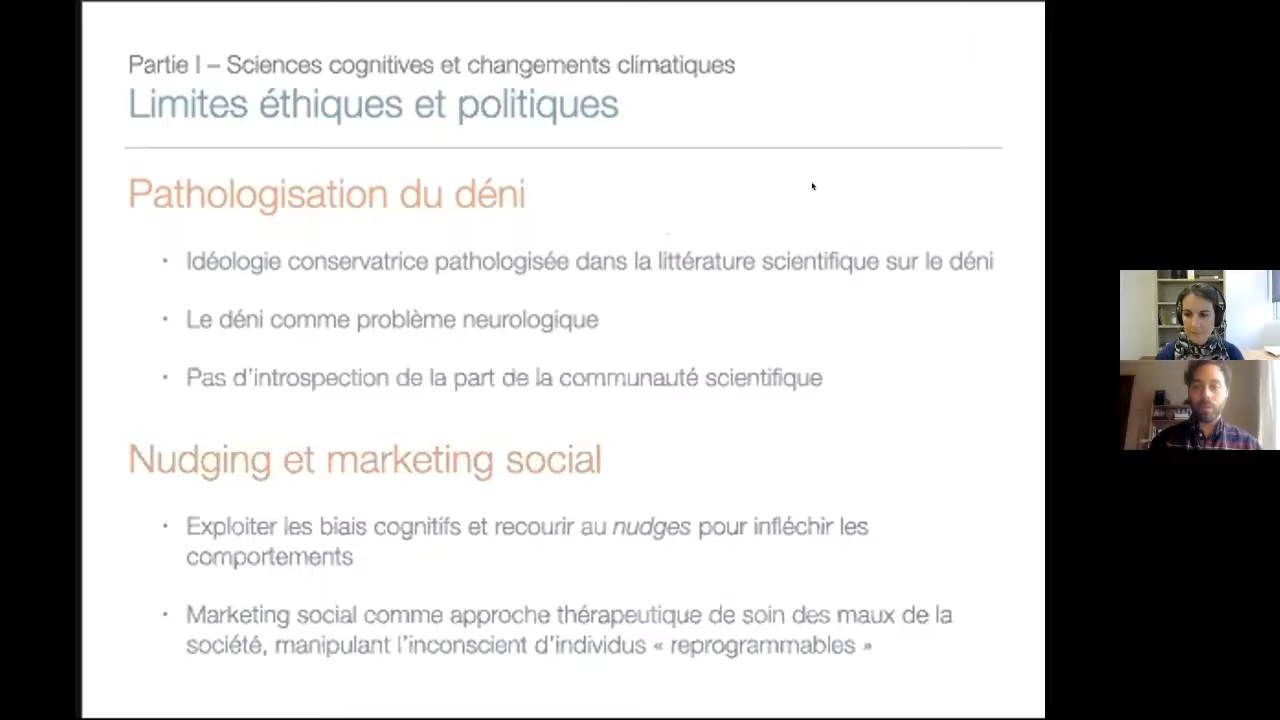 Partie I – Sciences cognitives et changements climatiques
Limites éthiques et politiques
Pathologisation du déni
· Idéologie conservatrice pathologisée dans la littérature scientifique sur le déni
· Le déni comme problème neurologique
· Pas d'introspection de la part de la communauté scientifique
Nudging et marketing social
· Exploiter les biais cognitifs et recourir au nudges pour infléchir les
comportements
· Marketing social comme approche thérapeutique de soin des maux de la
société, manipulant l'inconscient d'individus « reprogrammables »